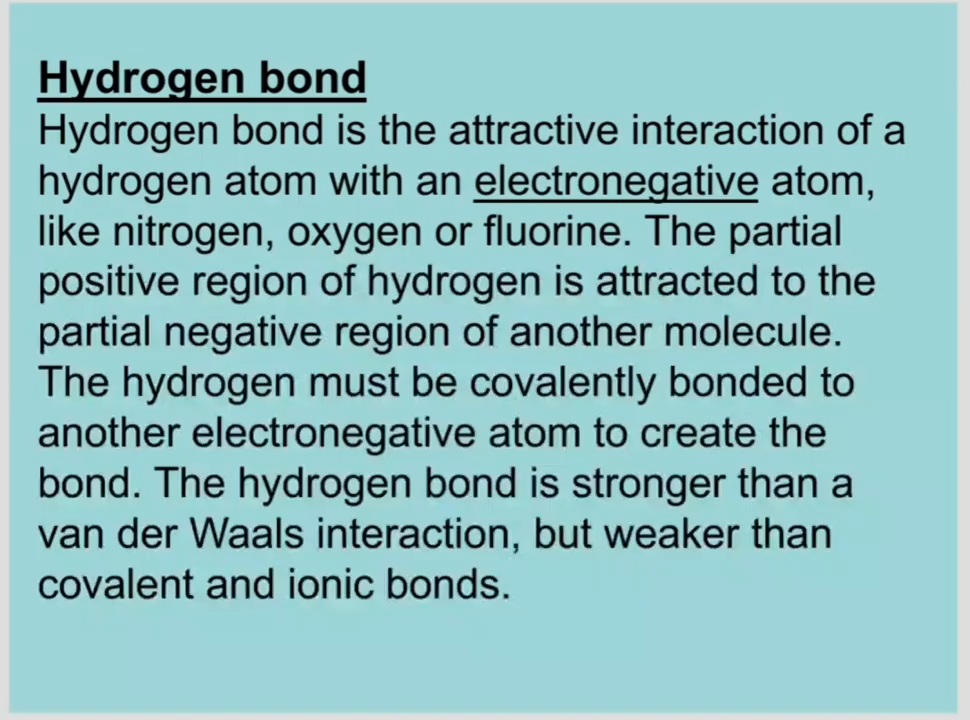 Hydrogen bond
Hydrogen bond is the attractive interaction of a
hydrogen atom with an electronegative atom,
like nitrogen, oxygen or fluorine. The partial
positive region of hydrogen is attracted to the
partial negative region of another molecule.
The hydrogen must be covalently bonded to
another electronegative atom to create the
bond. The hydrogen bond is stronger than a
van der Waals interaction, but weaker than
covalent and ionic bonds.